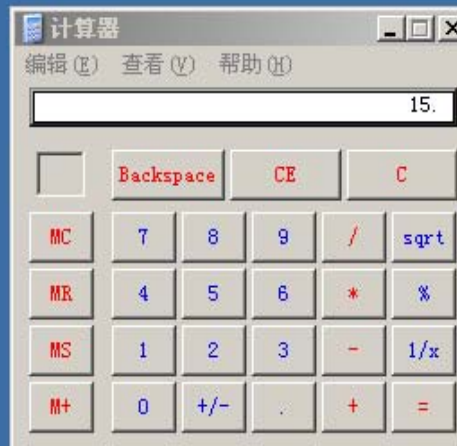 计算器
编辑(E) 查看(V) 帮助(H)
15.
Backspace CE C
MC 7 8 9 / sqrt
MR 4 5 6 * %
MS 1 2 3 - 1/x
M+ 0 +/- . + =